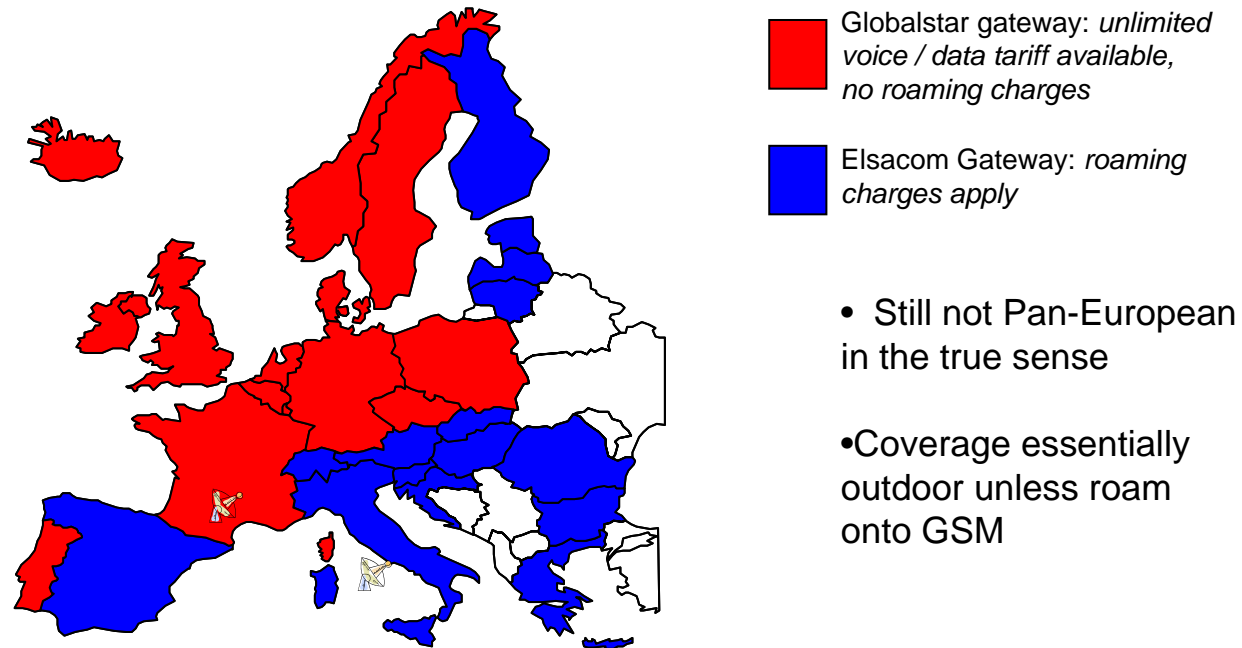 Globalstar gateway: unlimited
voice / data tariff available,
no roaming charges
Elsacom Gateway: roaming
charges apply
• Still not Pan-European
in the true sense
•Coverage essentially
outdoor unless roam
onto GSM